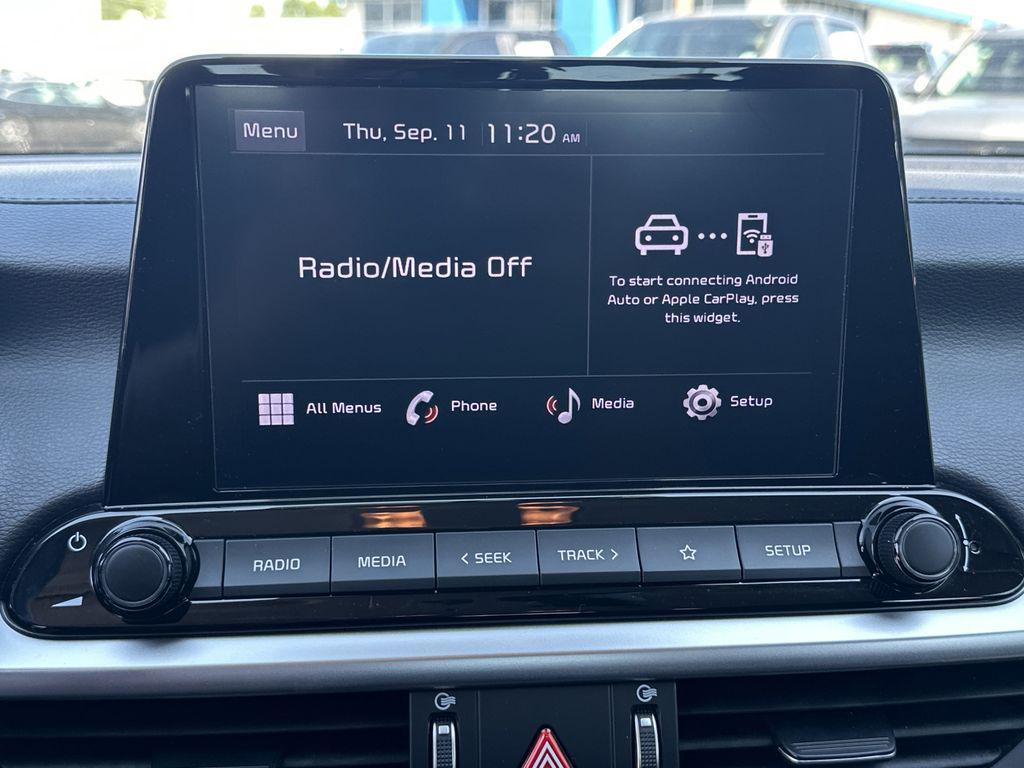 Menu
Thu, Sep. 11
11:20 AM
Radio/Media Off
To start connecting Android
Auto or Apple CarPlay, press
this widget.
All Menus
Phone
Media
Setup
RADIO
MEDIA
< SEEK
TRACK >
SETUP